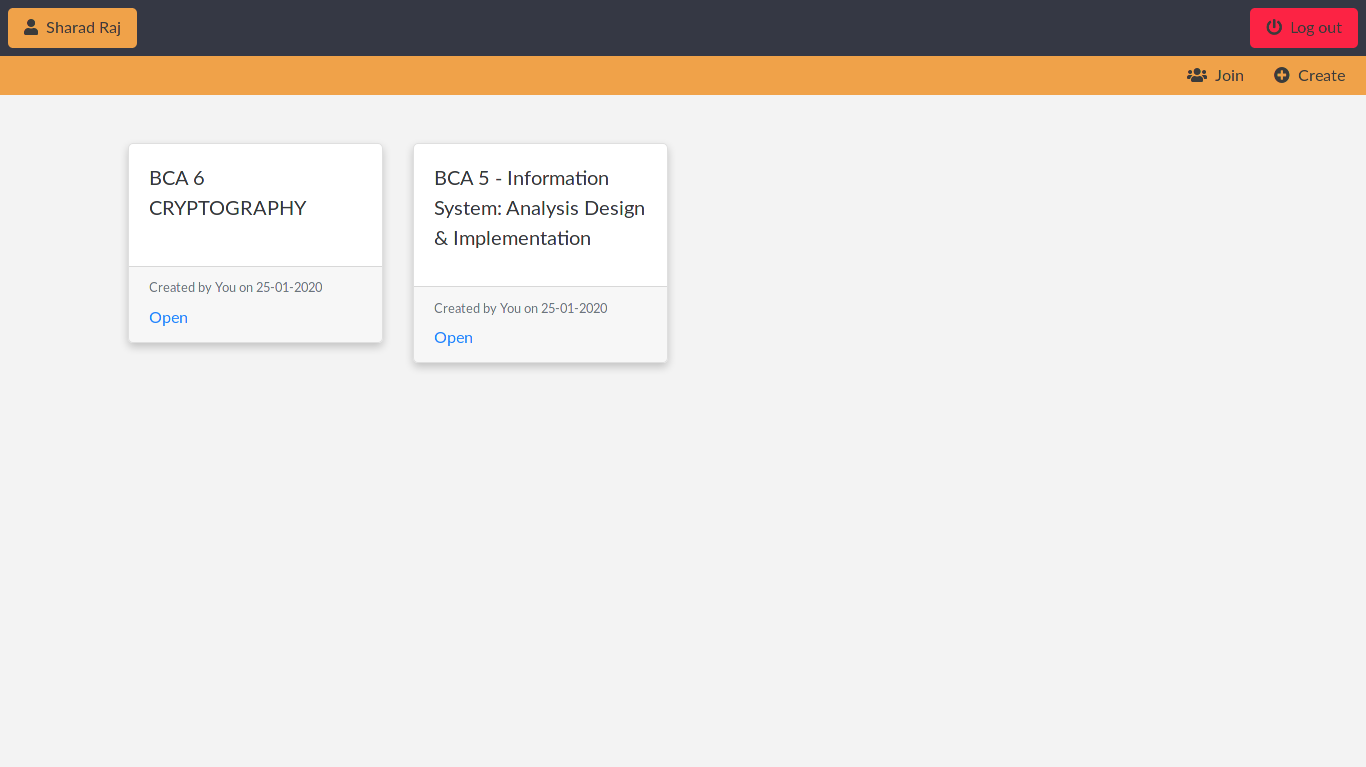 Sharad Raj
Log out
Join
Create
BCA 6
CRYPTOGRAPHY
Created by You on 25-01-2020
Open
BCA 5 - Information
System: Analysis Design
& Implementation
Created by You on 25-01-2020
Open